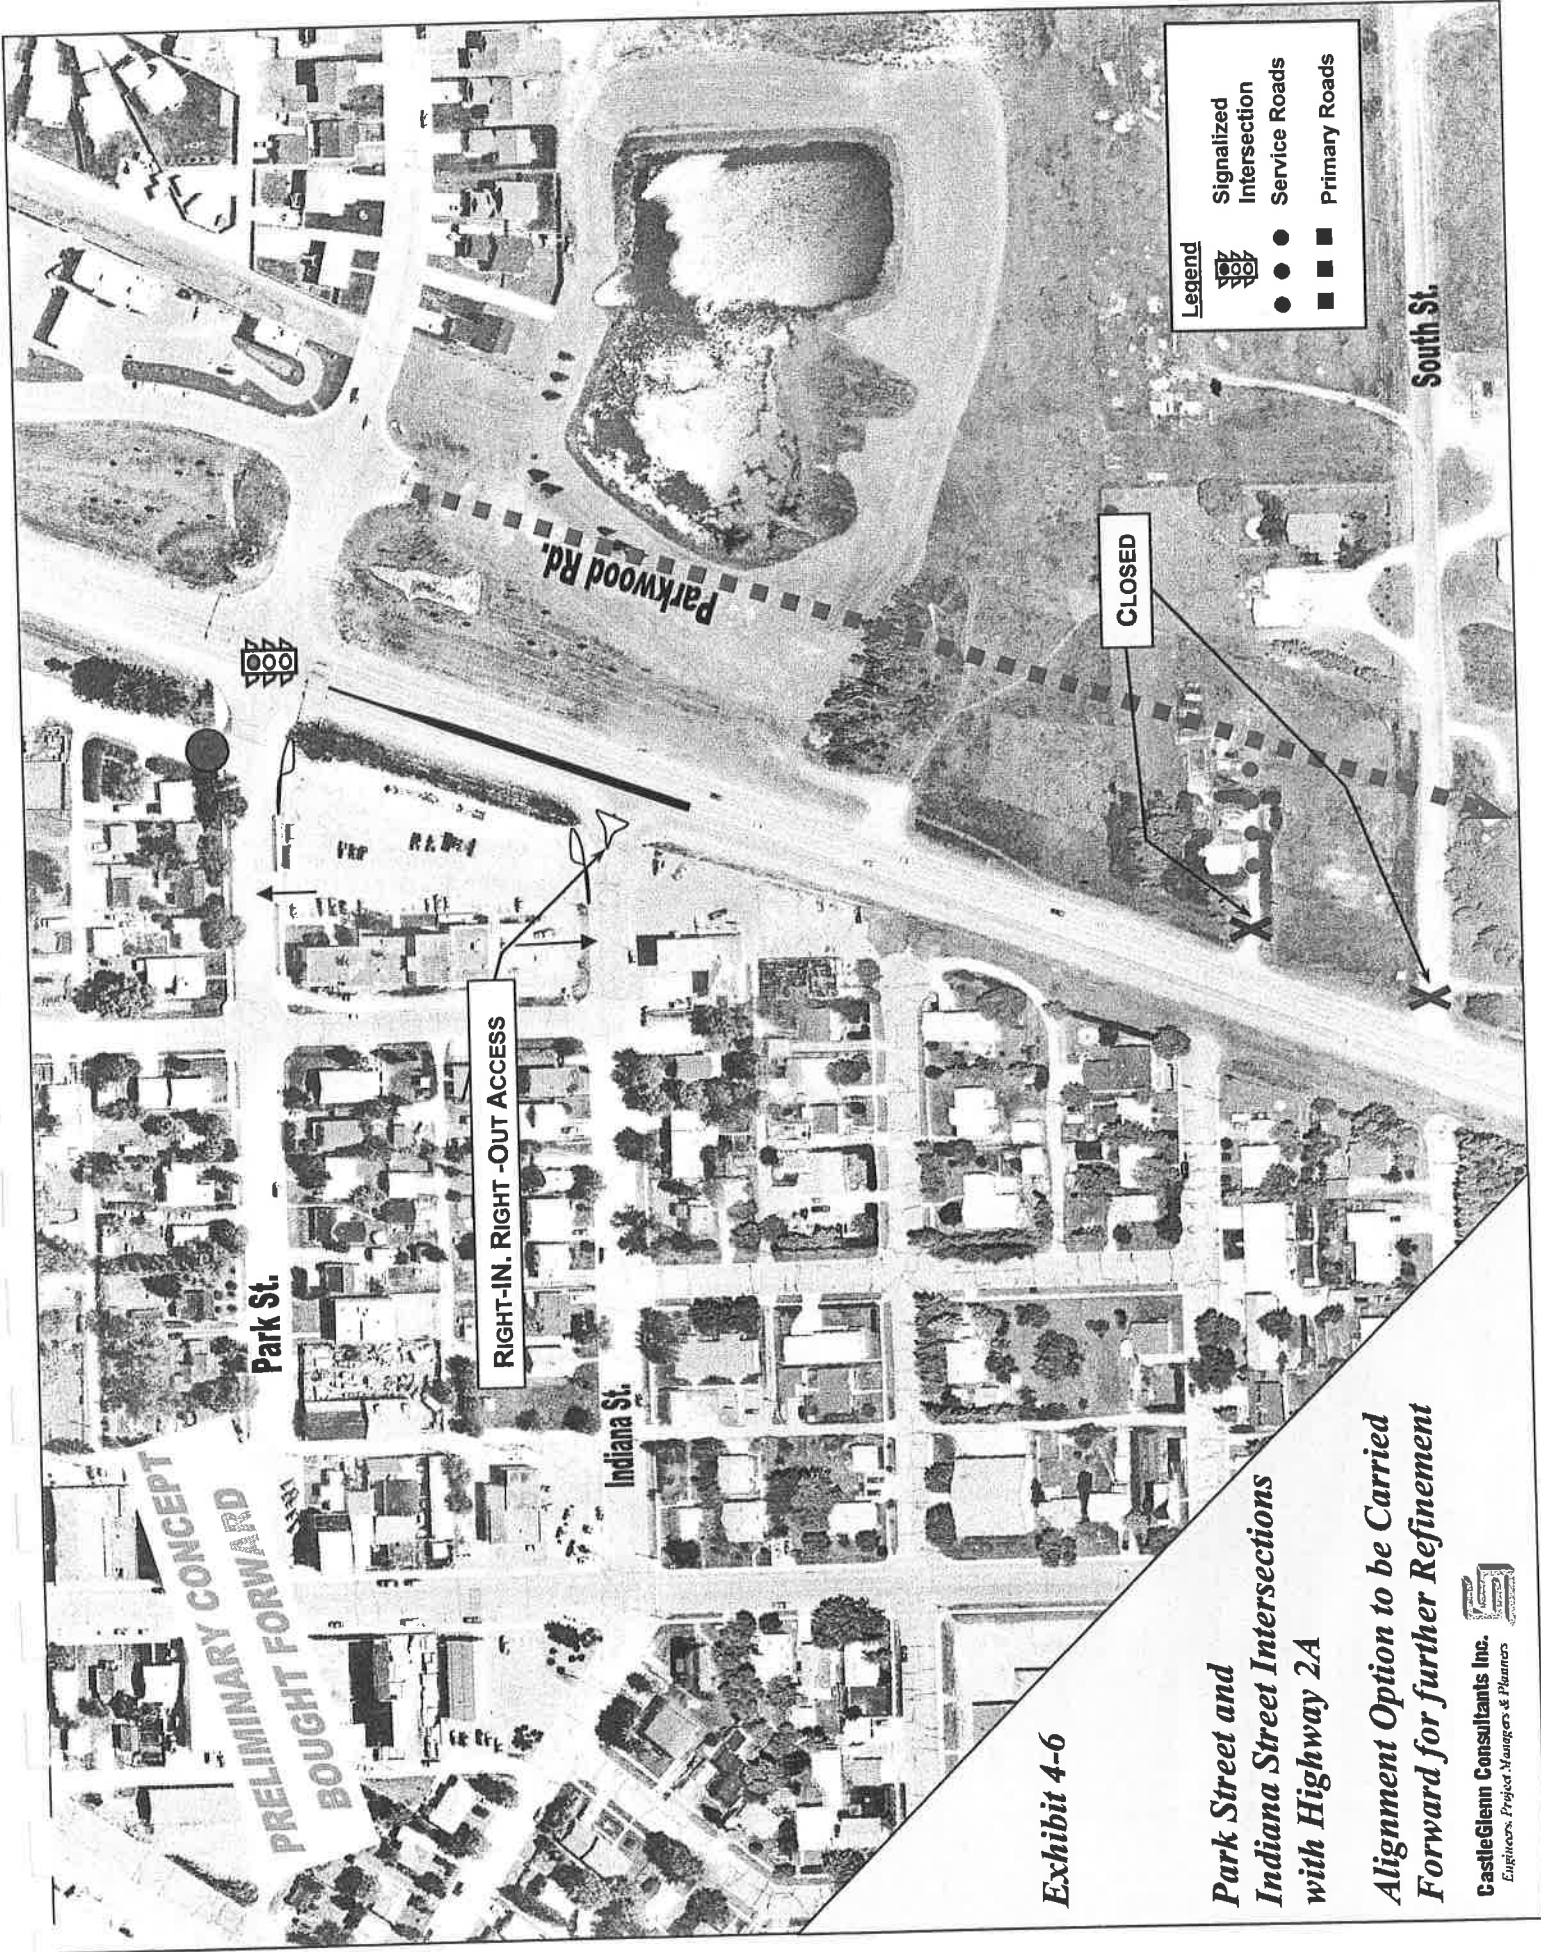 PRELIMINARY CONCEPT
BOUGHT FORWARD
Park St.
Indiana St.
RIGHT-IN. RIGHT-OUT ACCESS
Parkwood Rd.
CLOSED
South St.
Legend
Signalized
Intersection
Service Roads
Primary Roads
Exhibit 4-6
Park Street and
Indiana Street Intersections
with Highway 2A
Alignment Option to be Carried
Forward for further Refinement
CastleGlenn Consultants Inc.
Engineers, Project Managers & Planners